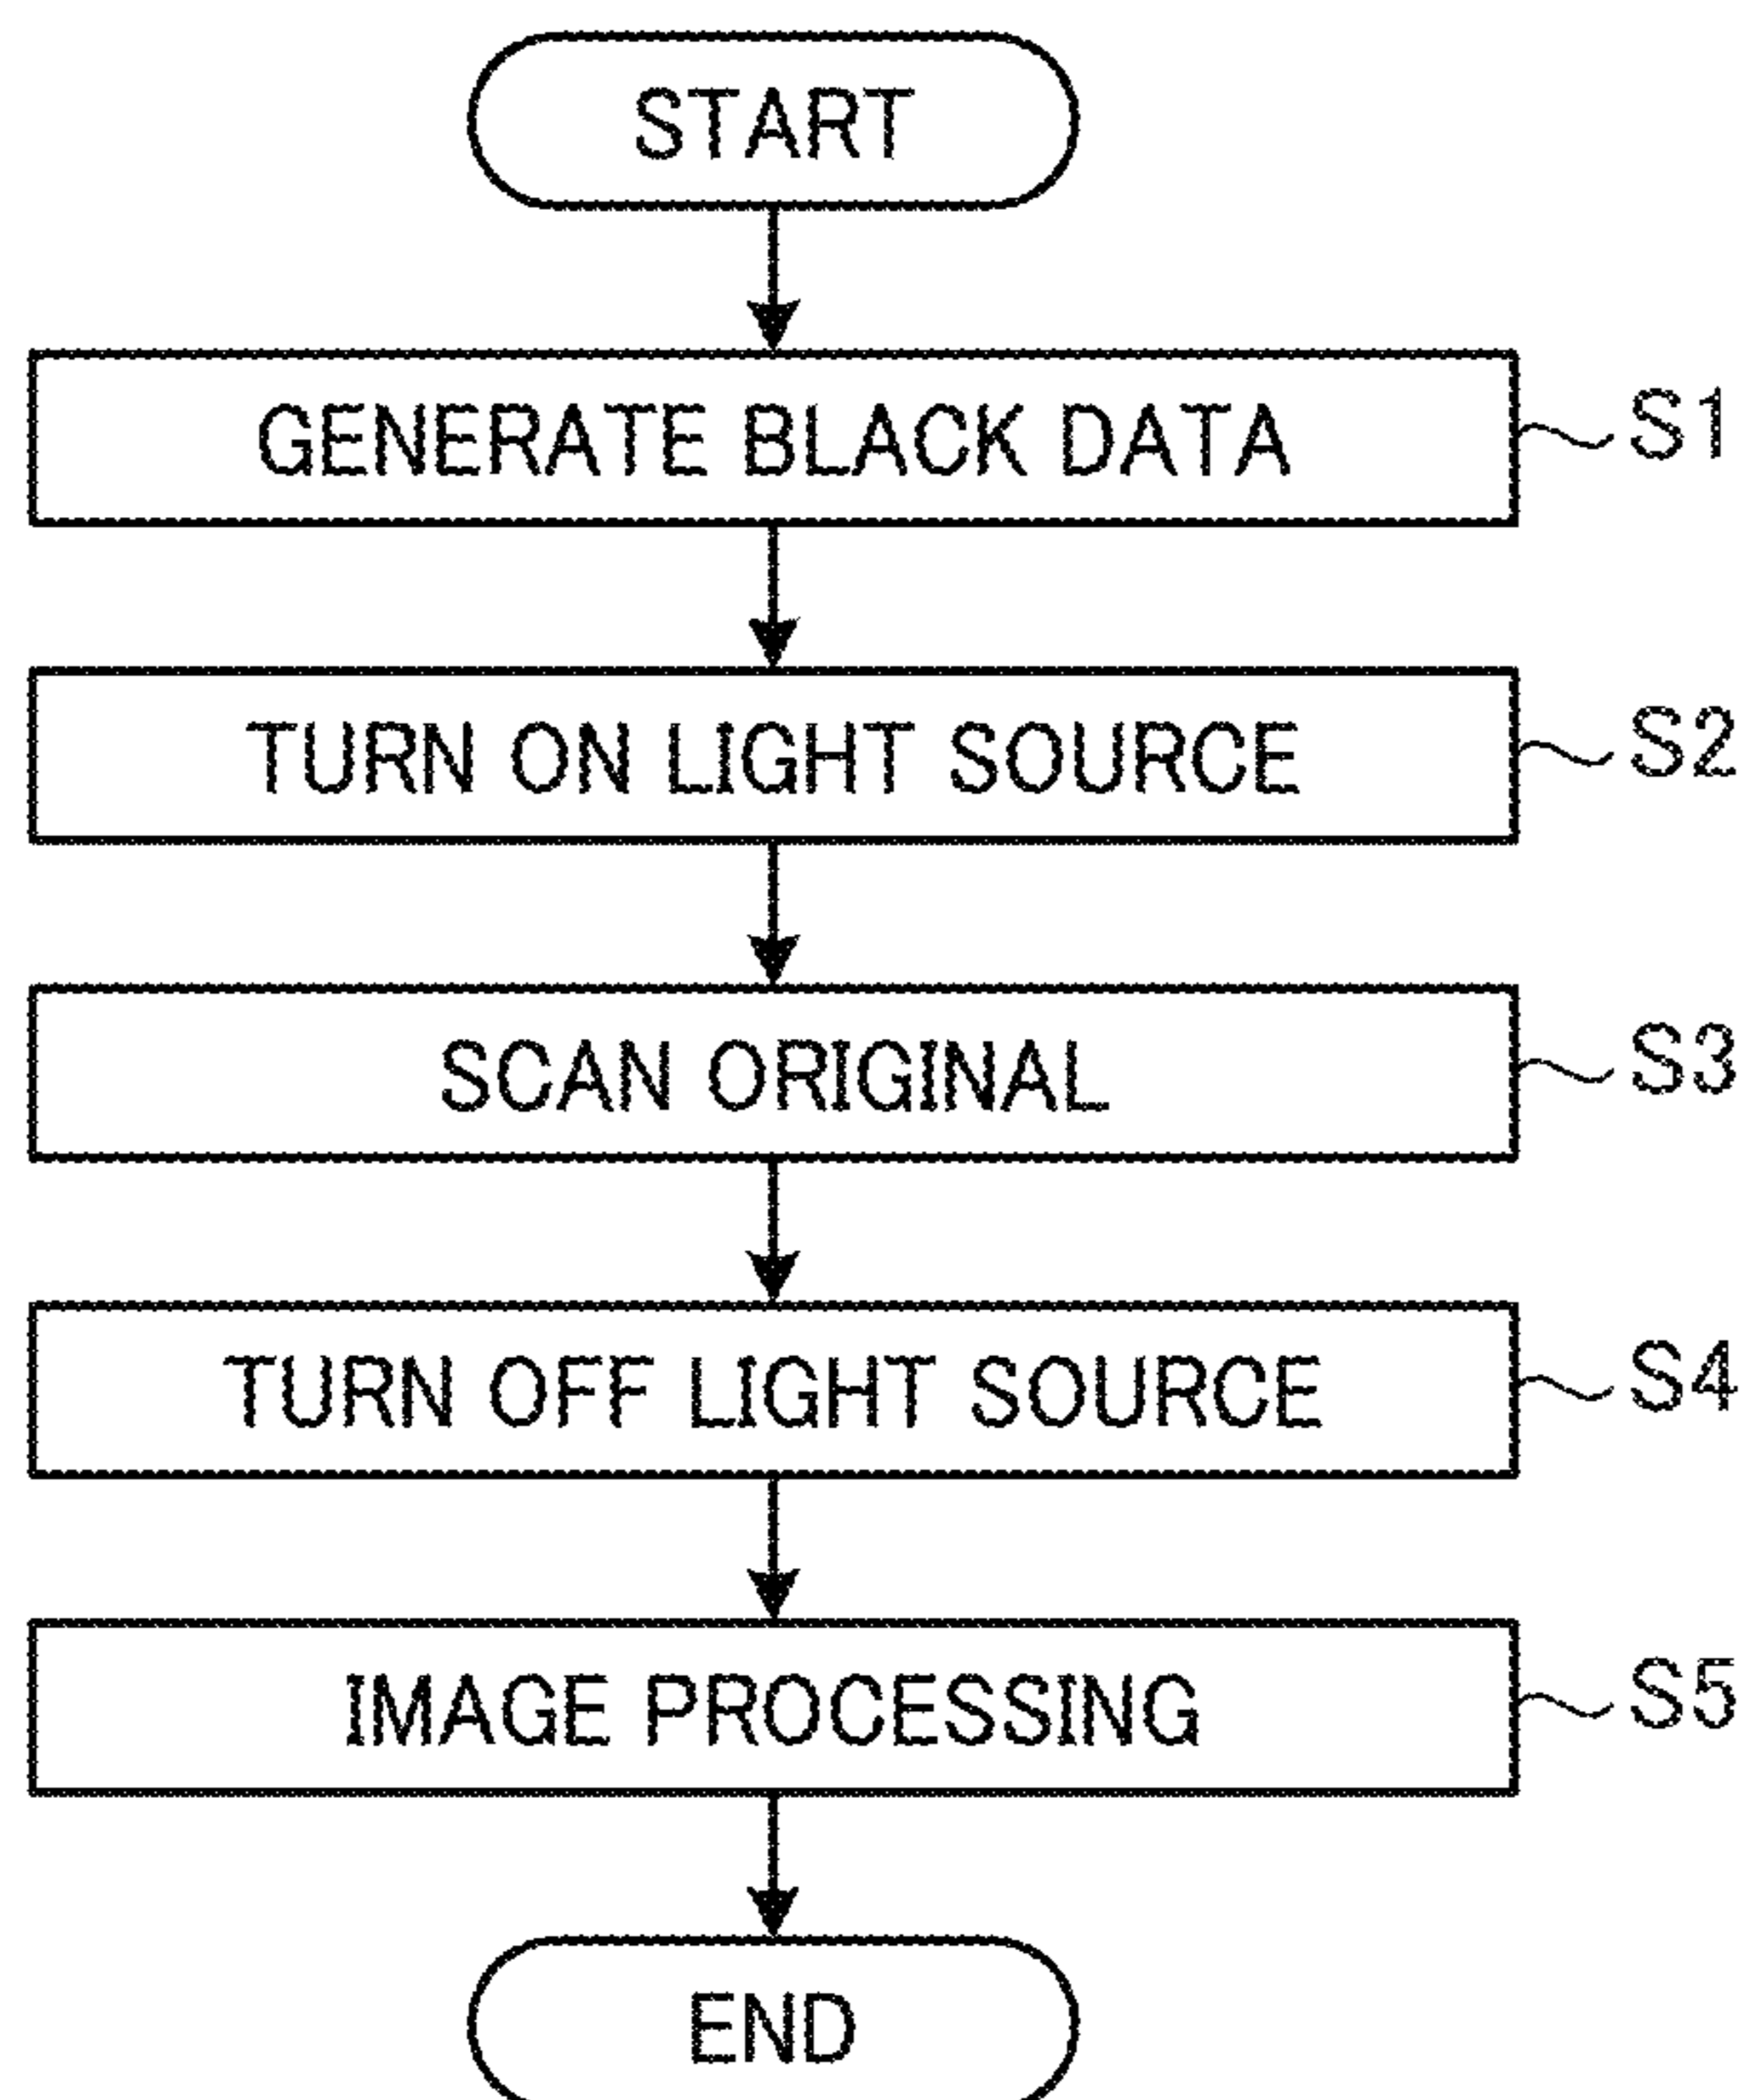 START
GENERATE BLACK DATA S1
TURN ON LIGHT SOURCE S2
SCAN ORIGINAL S3
TURN OFF LIGHT SOURCE S4
IMAGE PROCESSING S5
END